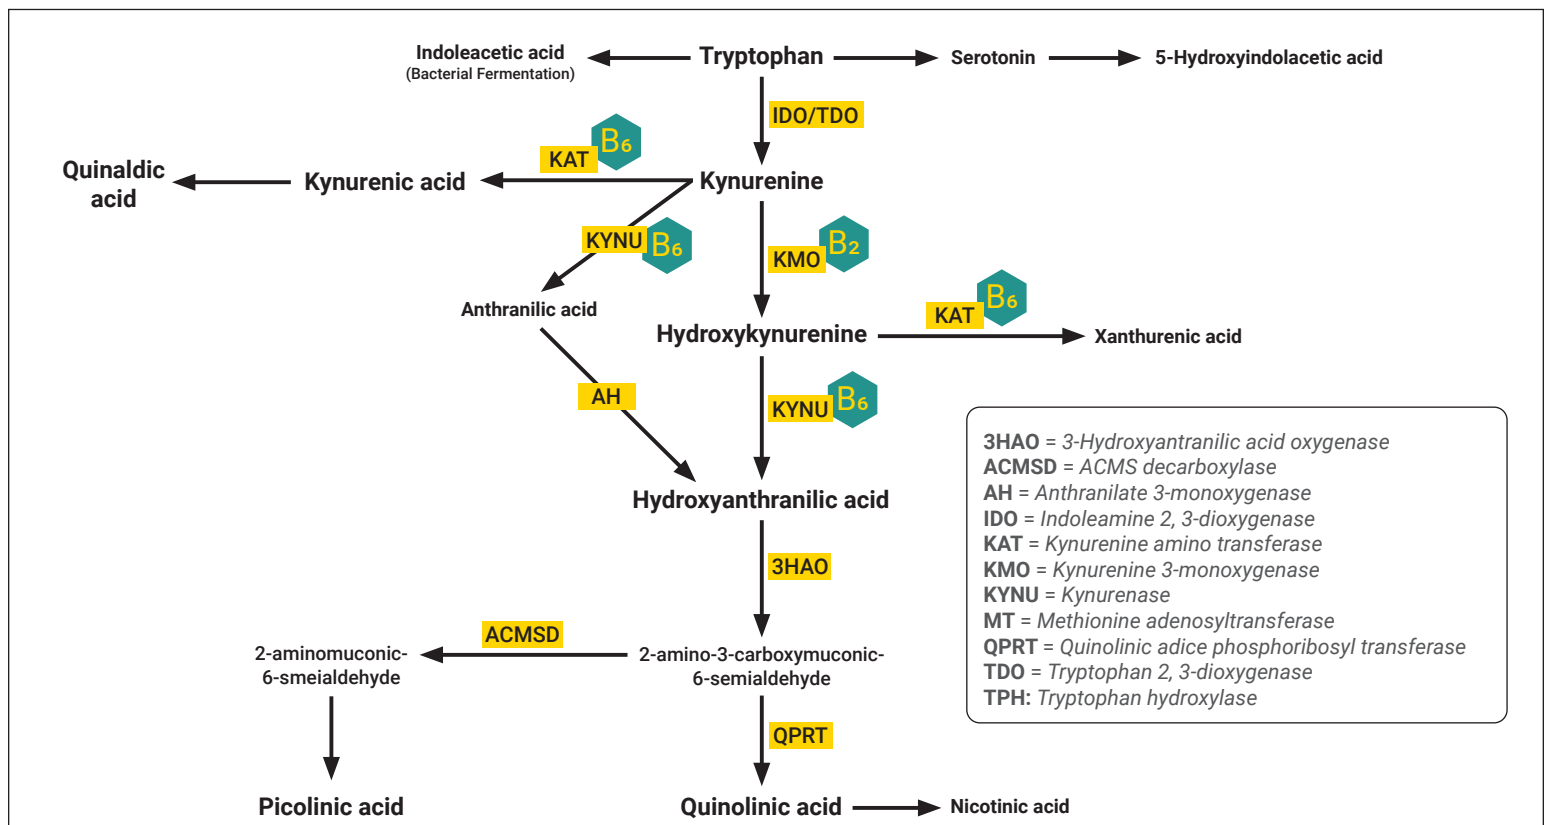 Indoleacetic acid
(Bacterial Fermentation)
Tryptophan
Serotonin
5-Hydroxyindolacetic acid
IDO/TDO
KAT
B₆
Quinaldic
acid
Kynurenic acid
Kynurenine
KYNU
B₆
KMO
B₂
Anthranilic acid
KAT
B₆
Hydroxykynurenine
Xanthurenic acid
AH
KYNU
B₆
Hydroxyanthranilic acid
3HAO
ACMSD
2-aminomuconic-
6-smeialdehyde
2-amino-3-carboxymuconic-
6-semialdehyde
QPRT
Picolinic acid
Quinolinic acid
Nicotinic acid
3HAO = 3-Hydroxyantranilic acid oxygenase
ACMSD = ACMS decarboxylase
AH = Anthranilate 3-monoxygenase
IDO = Indoleamine 2, 3-dioxygenase
KAT = Kynurenine amino transferase
KMO = Kynurenine 3-monoxygenase
KYNU = Kynurenase
MT = Methionine adenosyltransferase
QPRT = Quinolinic adice phosphoribosyl transferase
TDO = Tryptophan 2, 3-dioxygenase
TPH: Tryptophan hydroxylase